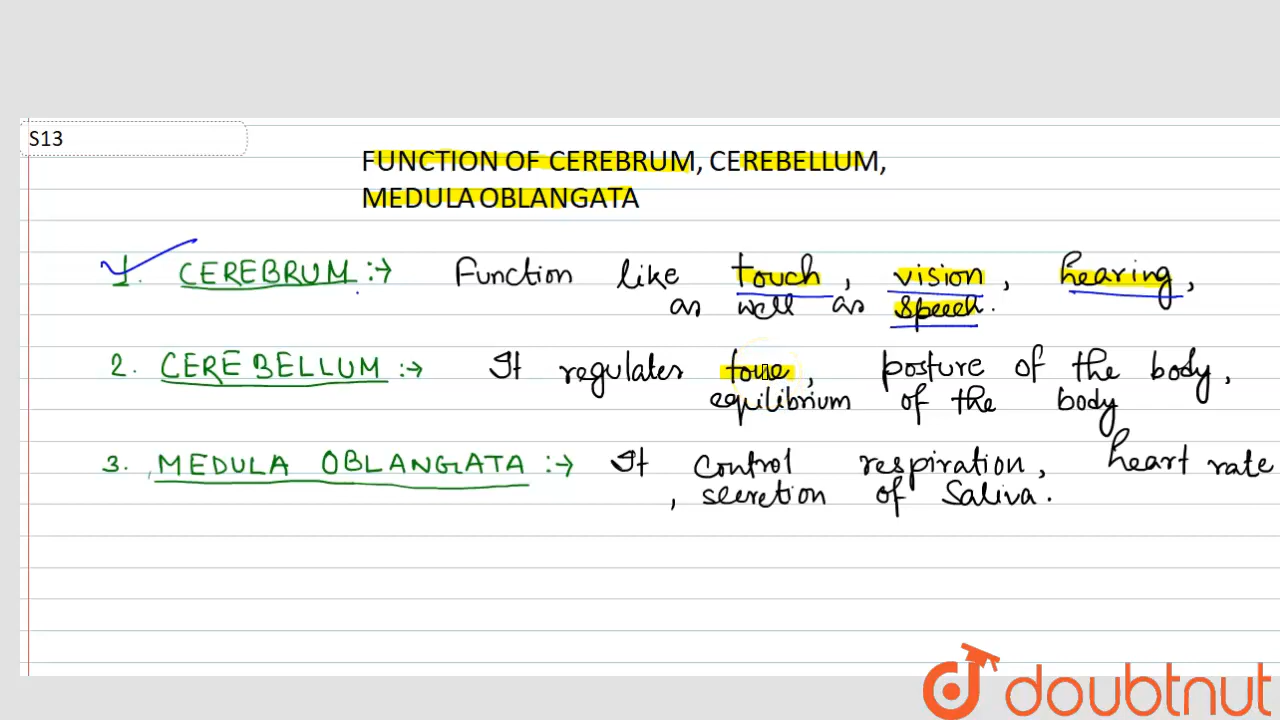 S13
FUNCTION OF CEREBRUM, CEREBELLUM,
MEDULA OBLANGATA
1. CEREBRUM :→ Function like touch, vision, hearing,
as well as speech.
2. CEREBELLUM :→ It regulates tone, posture of the body,
equilibrium of the body
3. MEDULA OBLANGATA :→ It control respiration, heart rate
, secretion of Saliva.
doubtnut